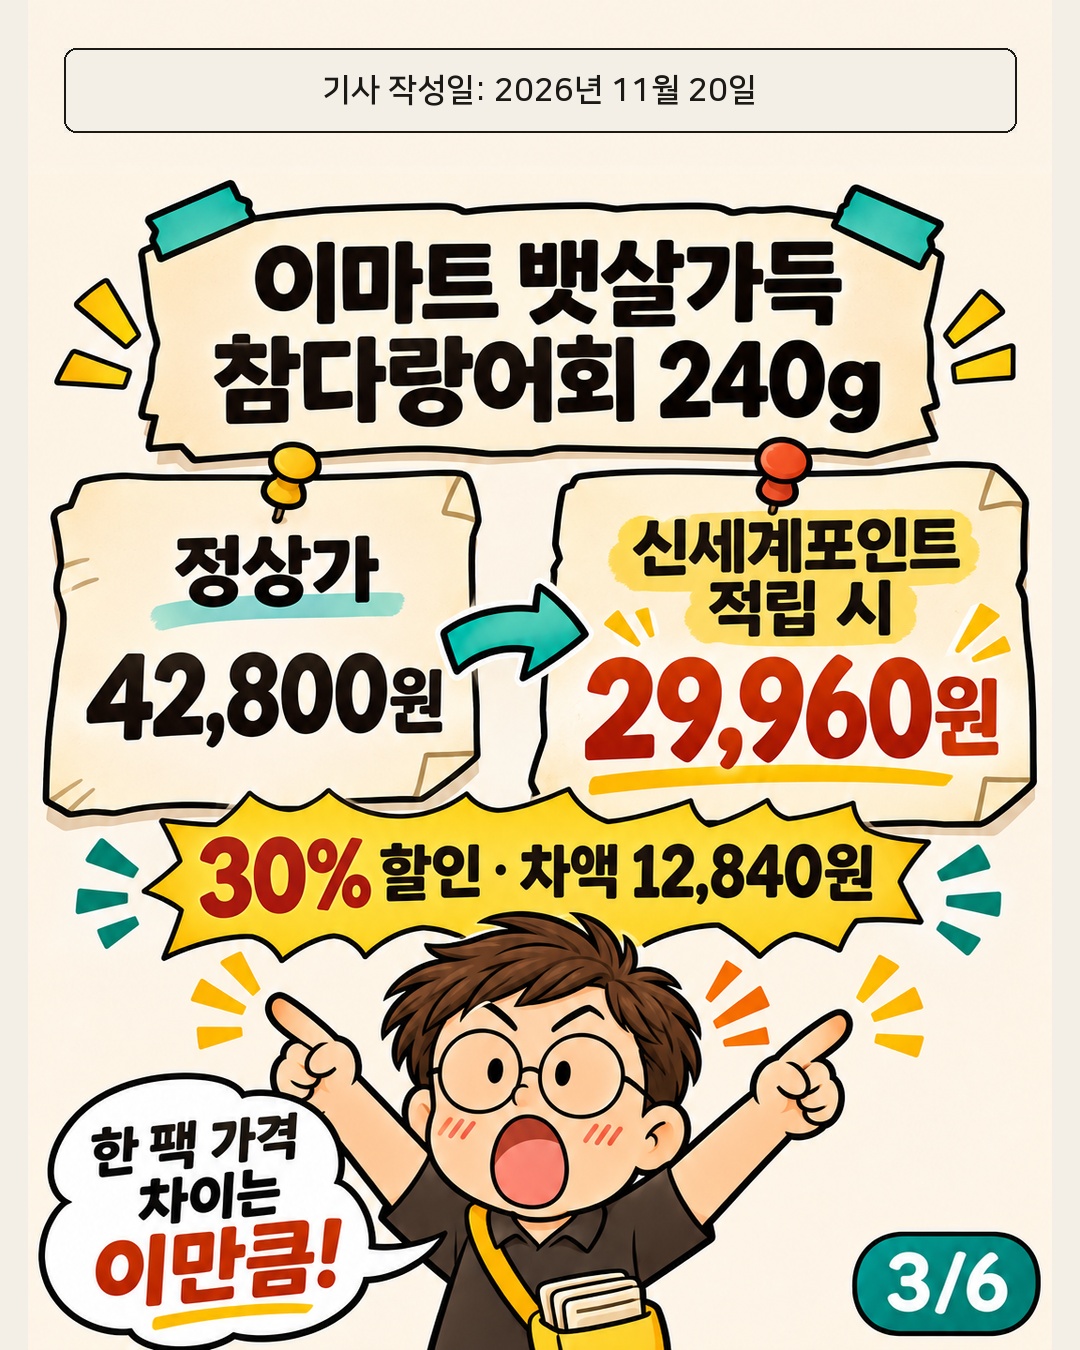 기사 작성일: 2026년 11월 20일
이마트 뱃살가득
참다랑어회 240g
정상가
42,800원
신세계포인트
적립 시
29,960원
30% 할인 · 차액 12,840원
한 팩 가격
차이는
이만큼!
3/6